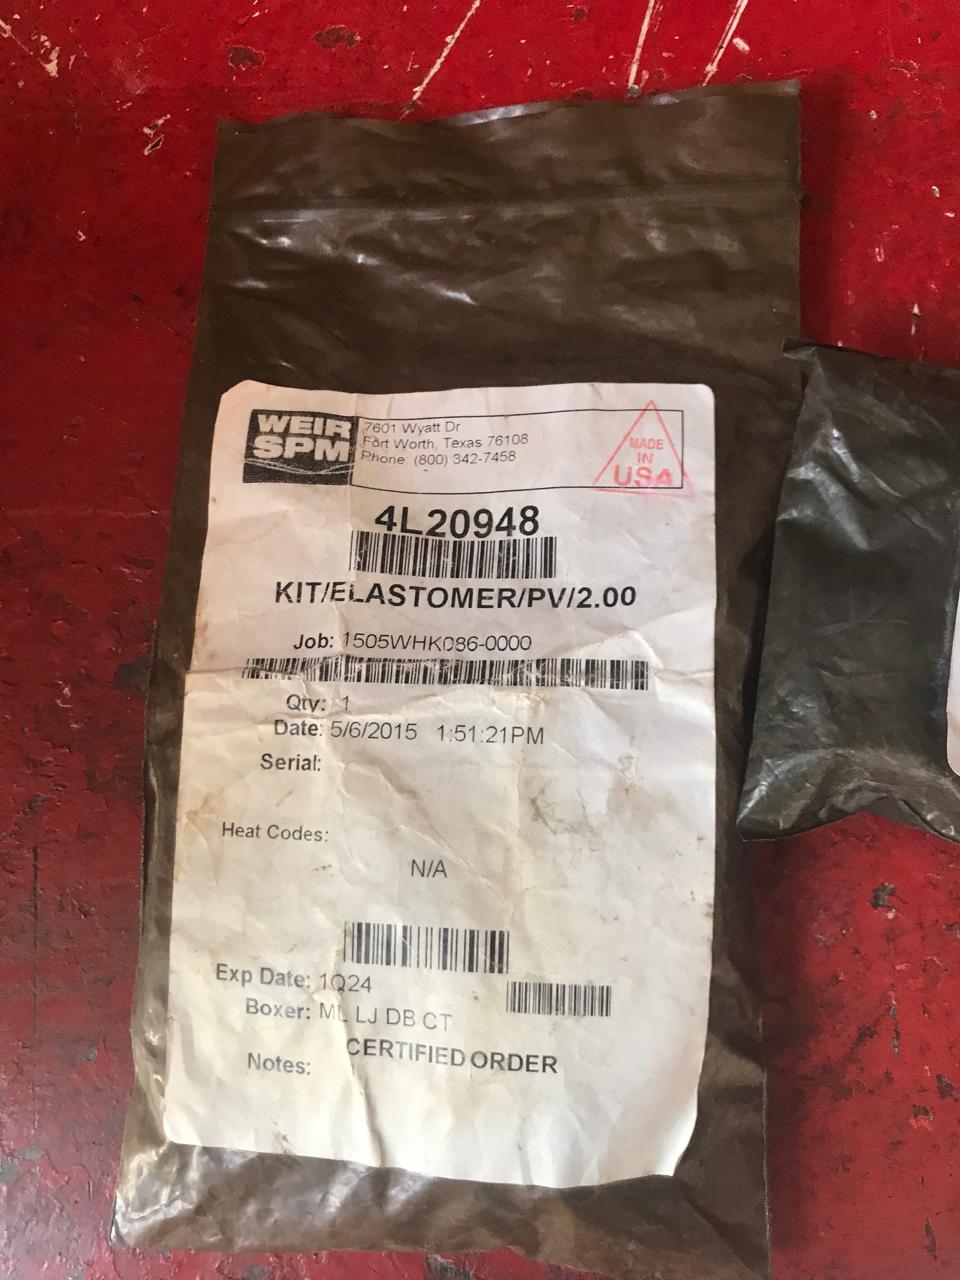 WEIR
SPM
7601 Wyatt Dr
Fort Worth, Texas 76108
Phone: (800) 342-7458
MADE
IN
USA
4L20948
KIT/ELASTOMER/PV/2.00
Job: 1505WHK086-0000
Qty: 1
Date: 5/6/2015 1:51:21PM
Serial:
Heat Codes:
N/A
Exp Date: 1Q24
Boxer: ML LJ DB CT
CERTIFIED ORDER
Notes: